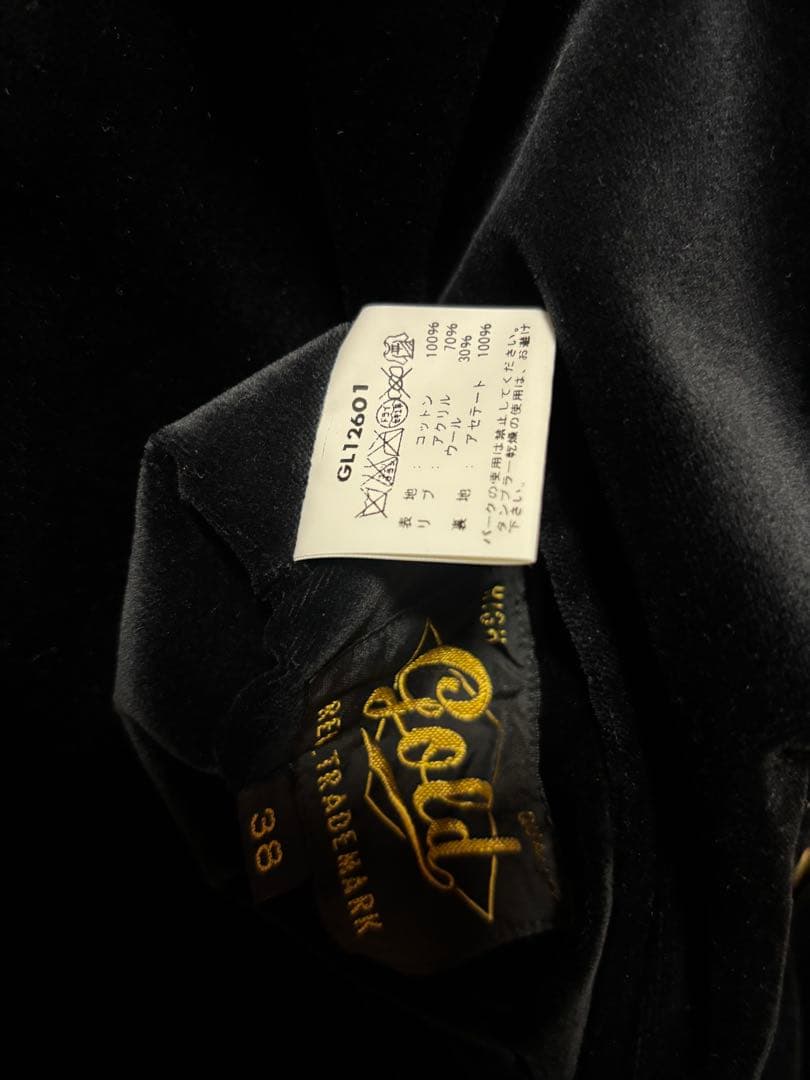 GL12601
表 地 : コットン 100%
リ ブ : アクリル 70%
ウール 30%
裏 地 : アセテート 100%
パークの使用は禁止してください。
タンブラー乾燥の使用は、お避け
下さい。
Gold
TRADEMARK
38